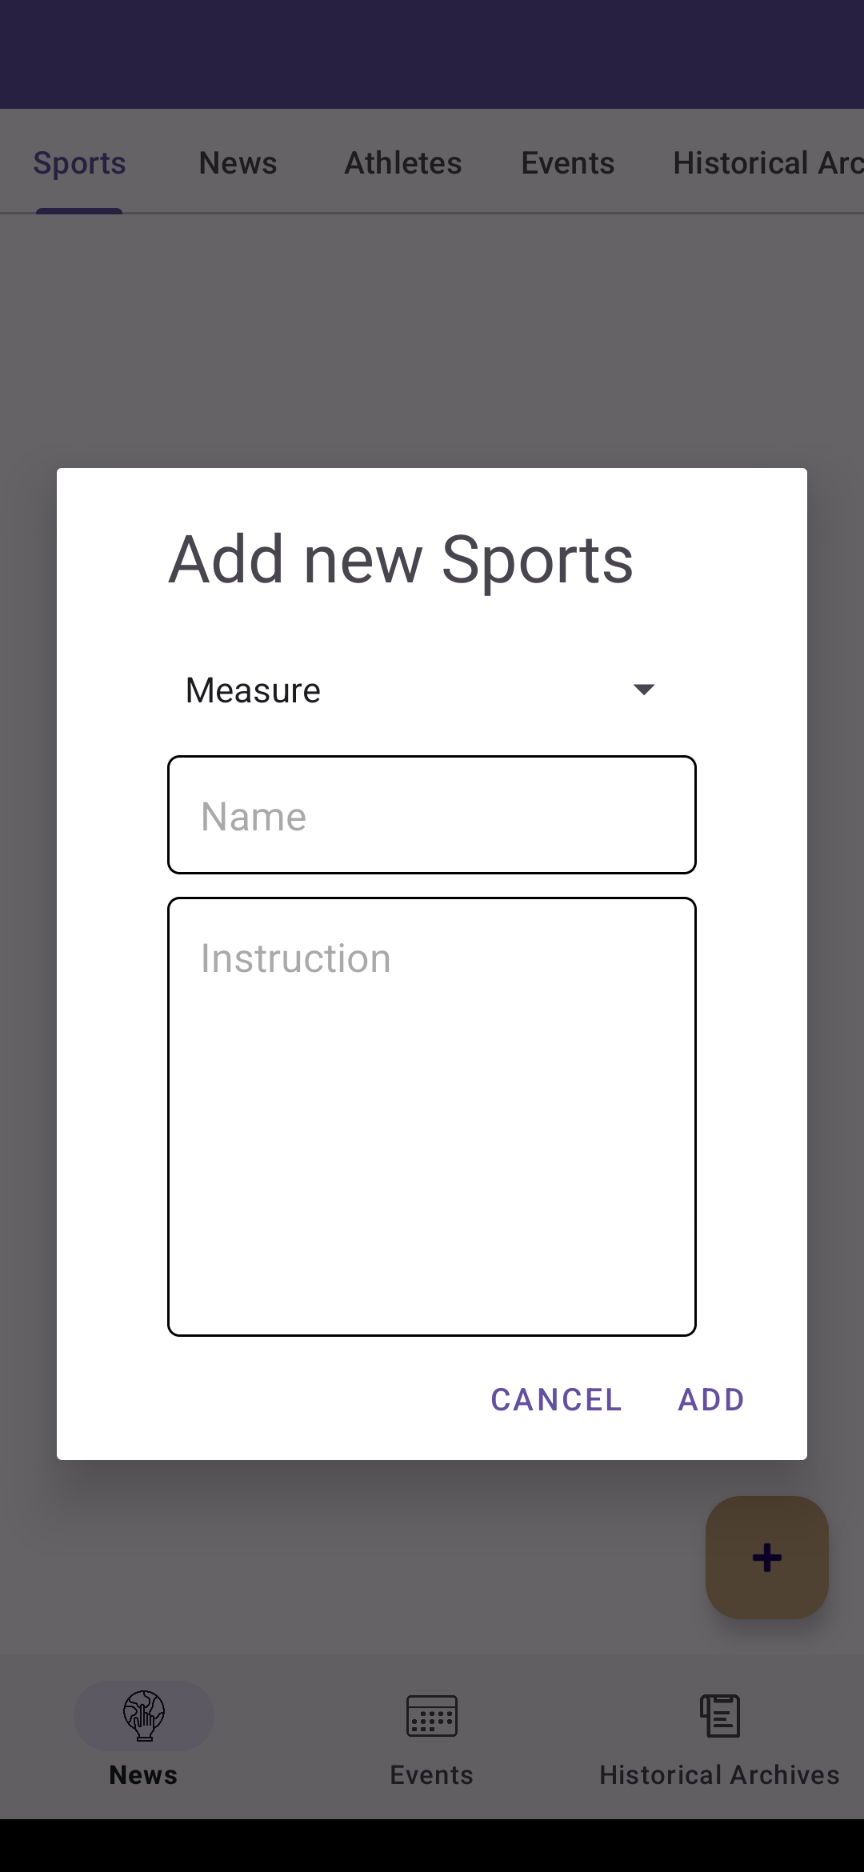 Sports News Athletes Events Historical Arc
Add new Sports
Measure
Name
Instruction
CANCEL ADD
News Events Historical Archives